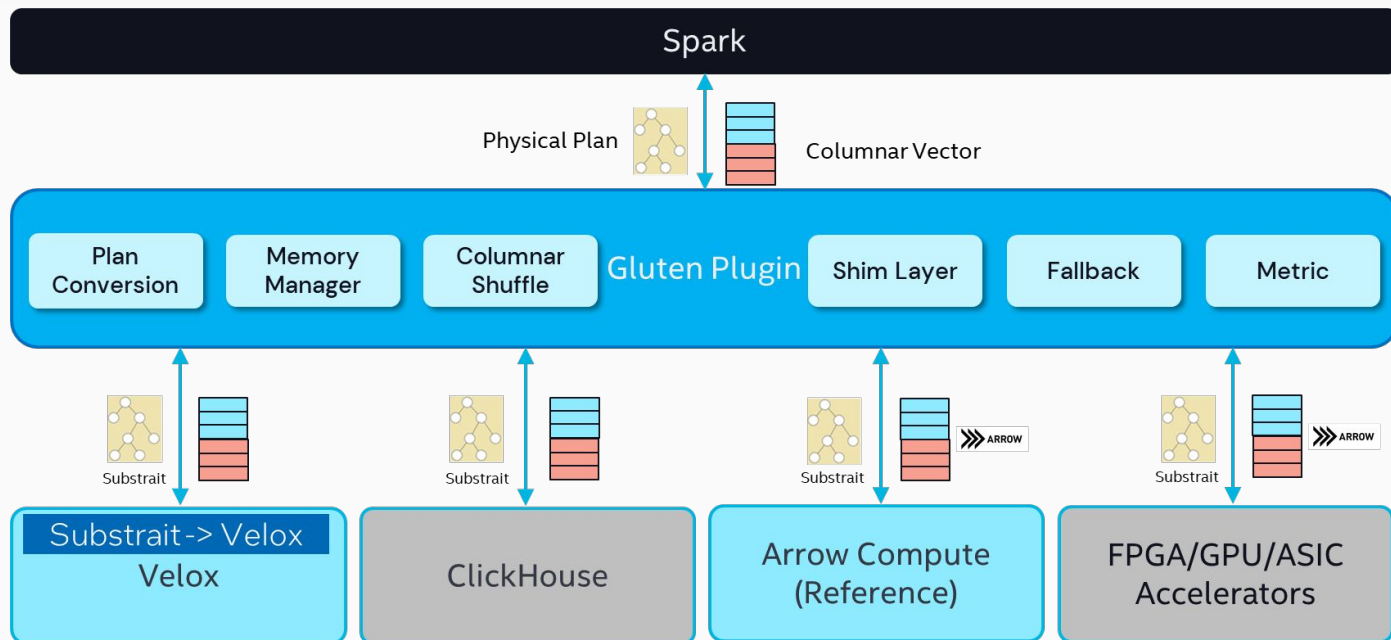 Spark
Physical Plan
Columnar Vector
Plan
Conversion
Memory
Manager
Columnar
Shuffle
Gluten Plugin
Shim Layer
Fallback
Metric
Substrait
Substrait
Substrait
ARROW
Substrait
ARROW
Substrait-> Velox
Velox
ClickHouse
Arrow Compute
(Reference)
FPGA/GPU/ASIC
Accelerators